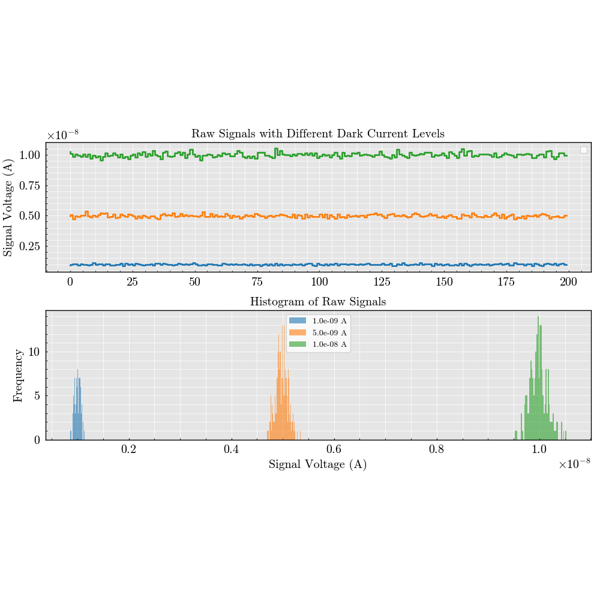 Raw Signals with Different Dark Current Levels
×10⁻⁸
Signal Voltage (A)
1.00
0.75
0.50
0.25
0 25 50 75 100 125 150 175 200
Histogram of Raw Signals
Frequency
10
5
0
1.0e-09 A
5.0e-09 A
1.0e-08 A
0.2 0.4 0.6 0.8 1.0
Signal Voltage (A)
×10⁻⁸